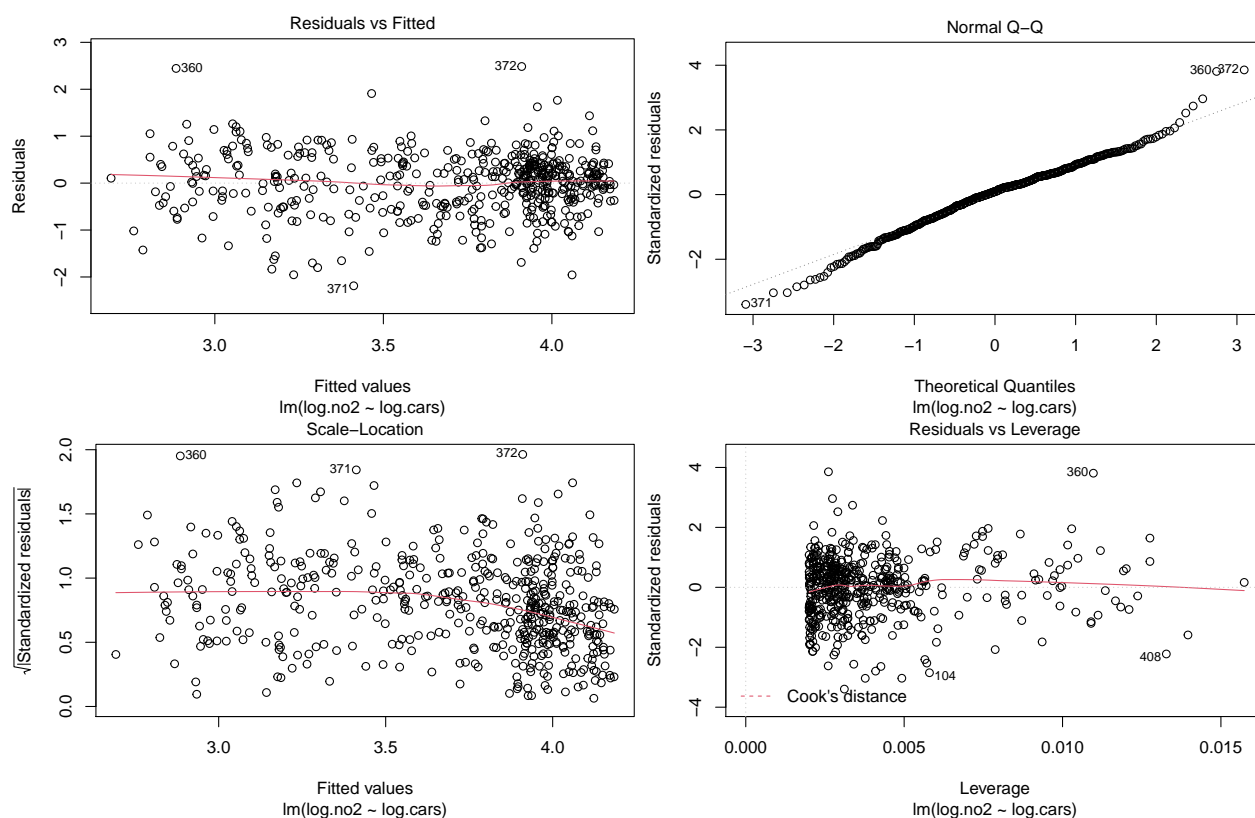 Residuals vs Fitted
Residuals
3
2
1
0
−1
−2
360
372
371
3.0
3.5
4.0
Fitted values
lm(log.no2 ~ log.cars)
Normal Q−Q
Standardized residuals
4
2
0
−2
360
372
371
−3
−2
−1
0
1
2
3
Theoretical Quantiles
lm(log.no2 ~ log.cars)
Scale−Location
√|Standardized residuals|
2.0
1.5
1.0
0.5
0.0
360
371
372
3.0
3.5
4.0
Fitted values
lm(log.no2 ~ log.cars)
Residuals vs Leverage
Standardized residuals
4
2
0
−2
−4
360
408
104
Cook's distance
0.000
0.005
0.010
0.015
Leverage
lm(log.no2 ~ log.cars)